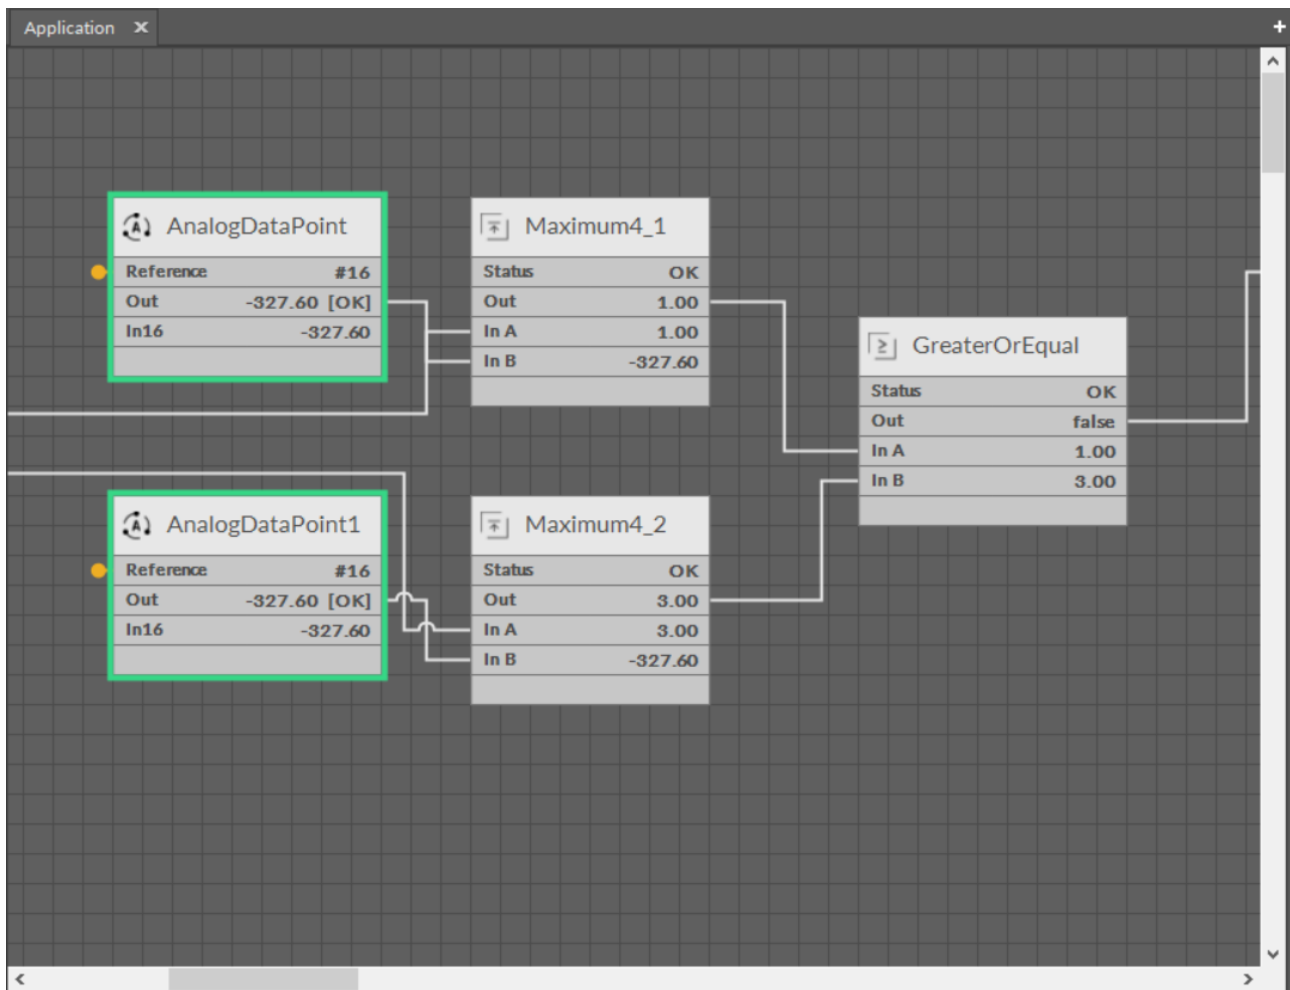 Application
AnalogDataPoint
Reference #16
Out -327.60 [OK]
In16 -327.60
Maximum4_1
Status OK
Out 1.00
In A 1.00
In B -327.60
GreaterOrEqual
Status OK
Out false
In A 1.00
In B 3.00
AnalogDataPoint1
Reference #16
Out -327.60 [OK]
In16 -327.60
Maximum4_2
Status OK
Out 3.00
In A 3.00
In B -327.60